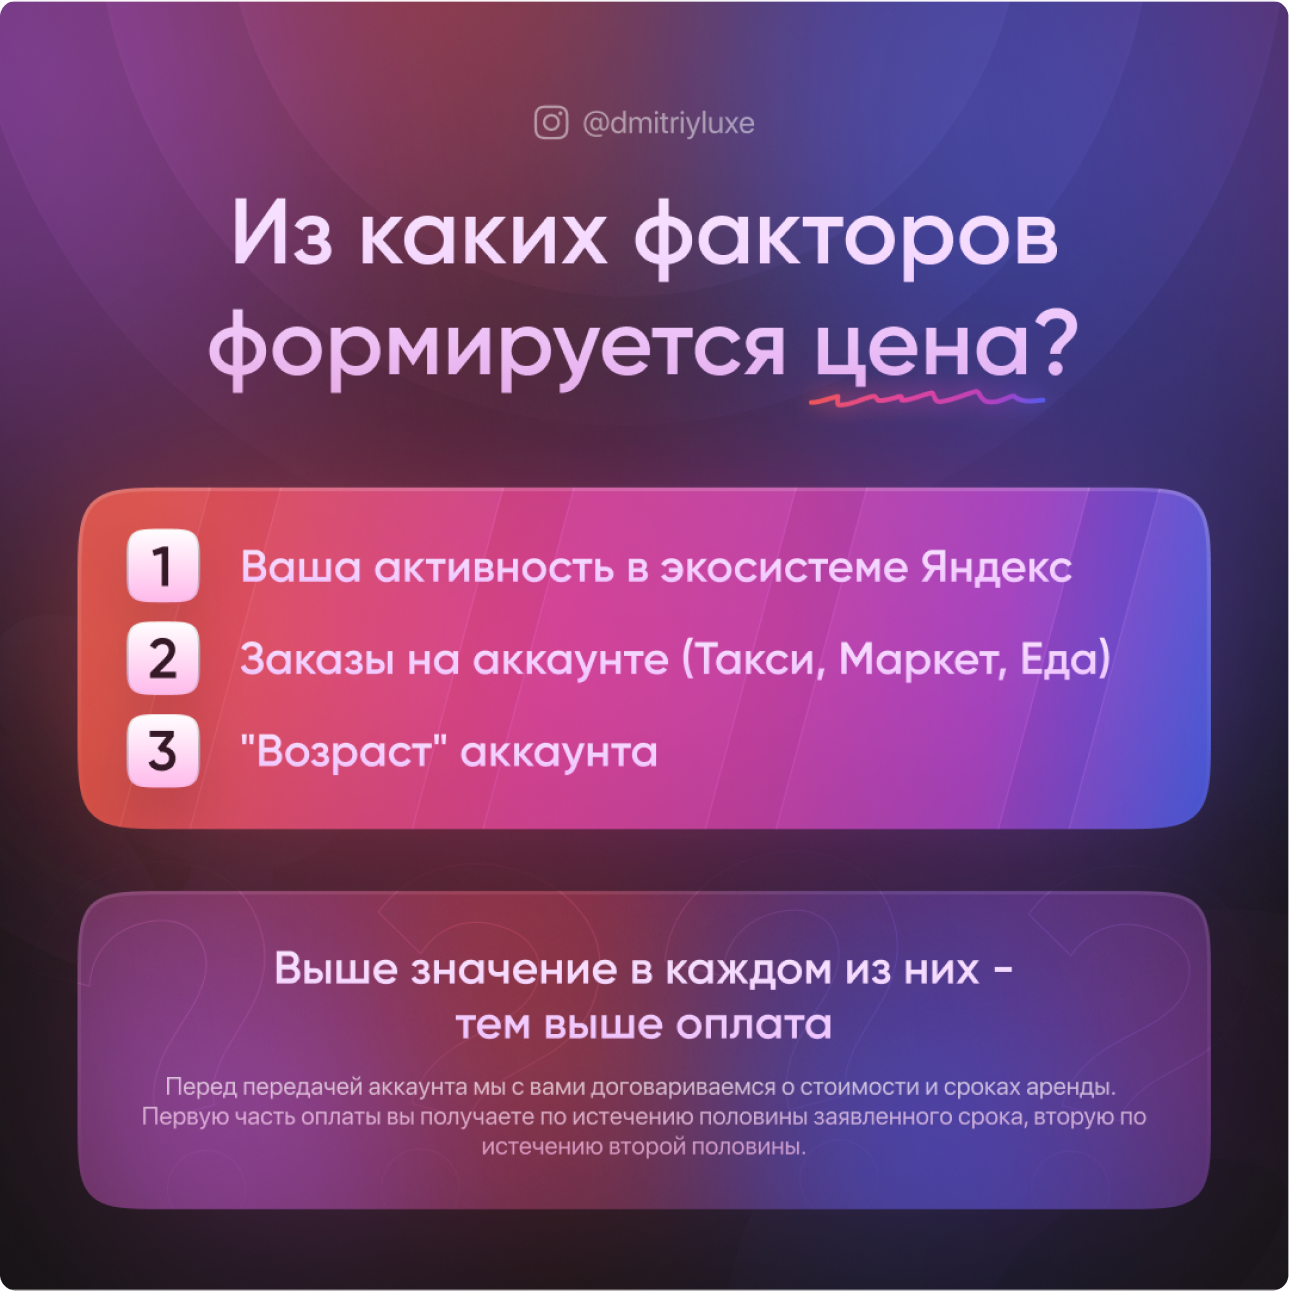 @dmitriyluxe
Из каких факторов
формируется цена?
1 Ваша активность в экосистеме Яндекс
2 Заказы на аккаунте (Такси, Маркет, Еда)
3 "Возраст" аккаунта
Выше значение в каждом из них -
тем выше оплата
Перед передачей аккаунта мы с вами договариваемся о стоимости и сроках аренды.
Первую часть оплаты вы получаете по истечению половины заявленного срока, вторую по
истечению второй половины.